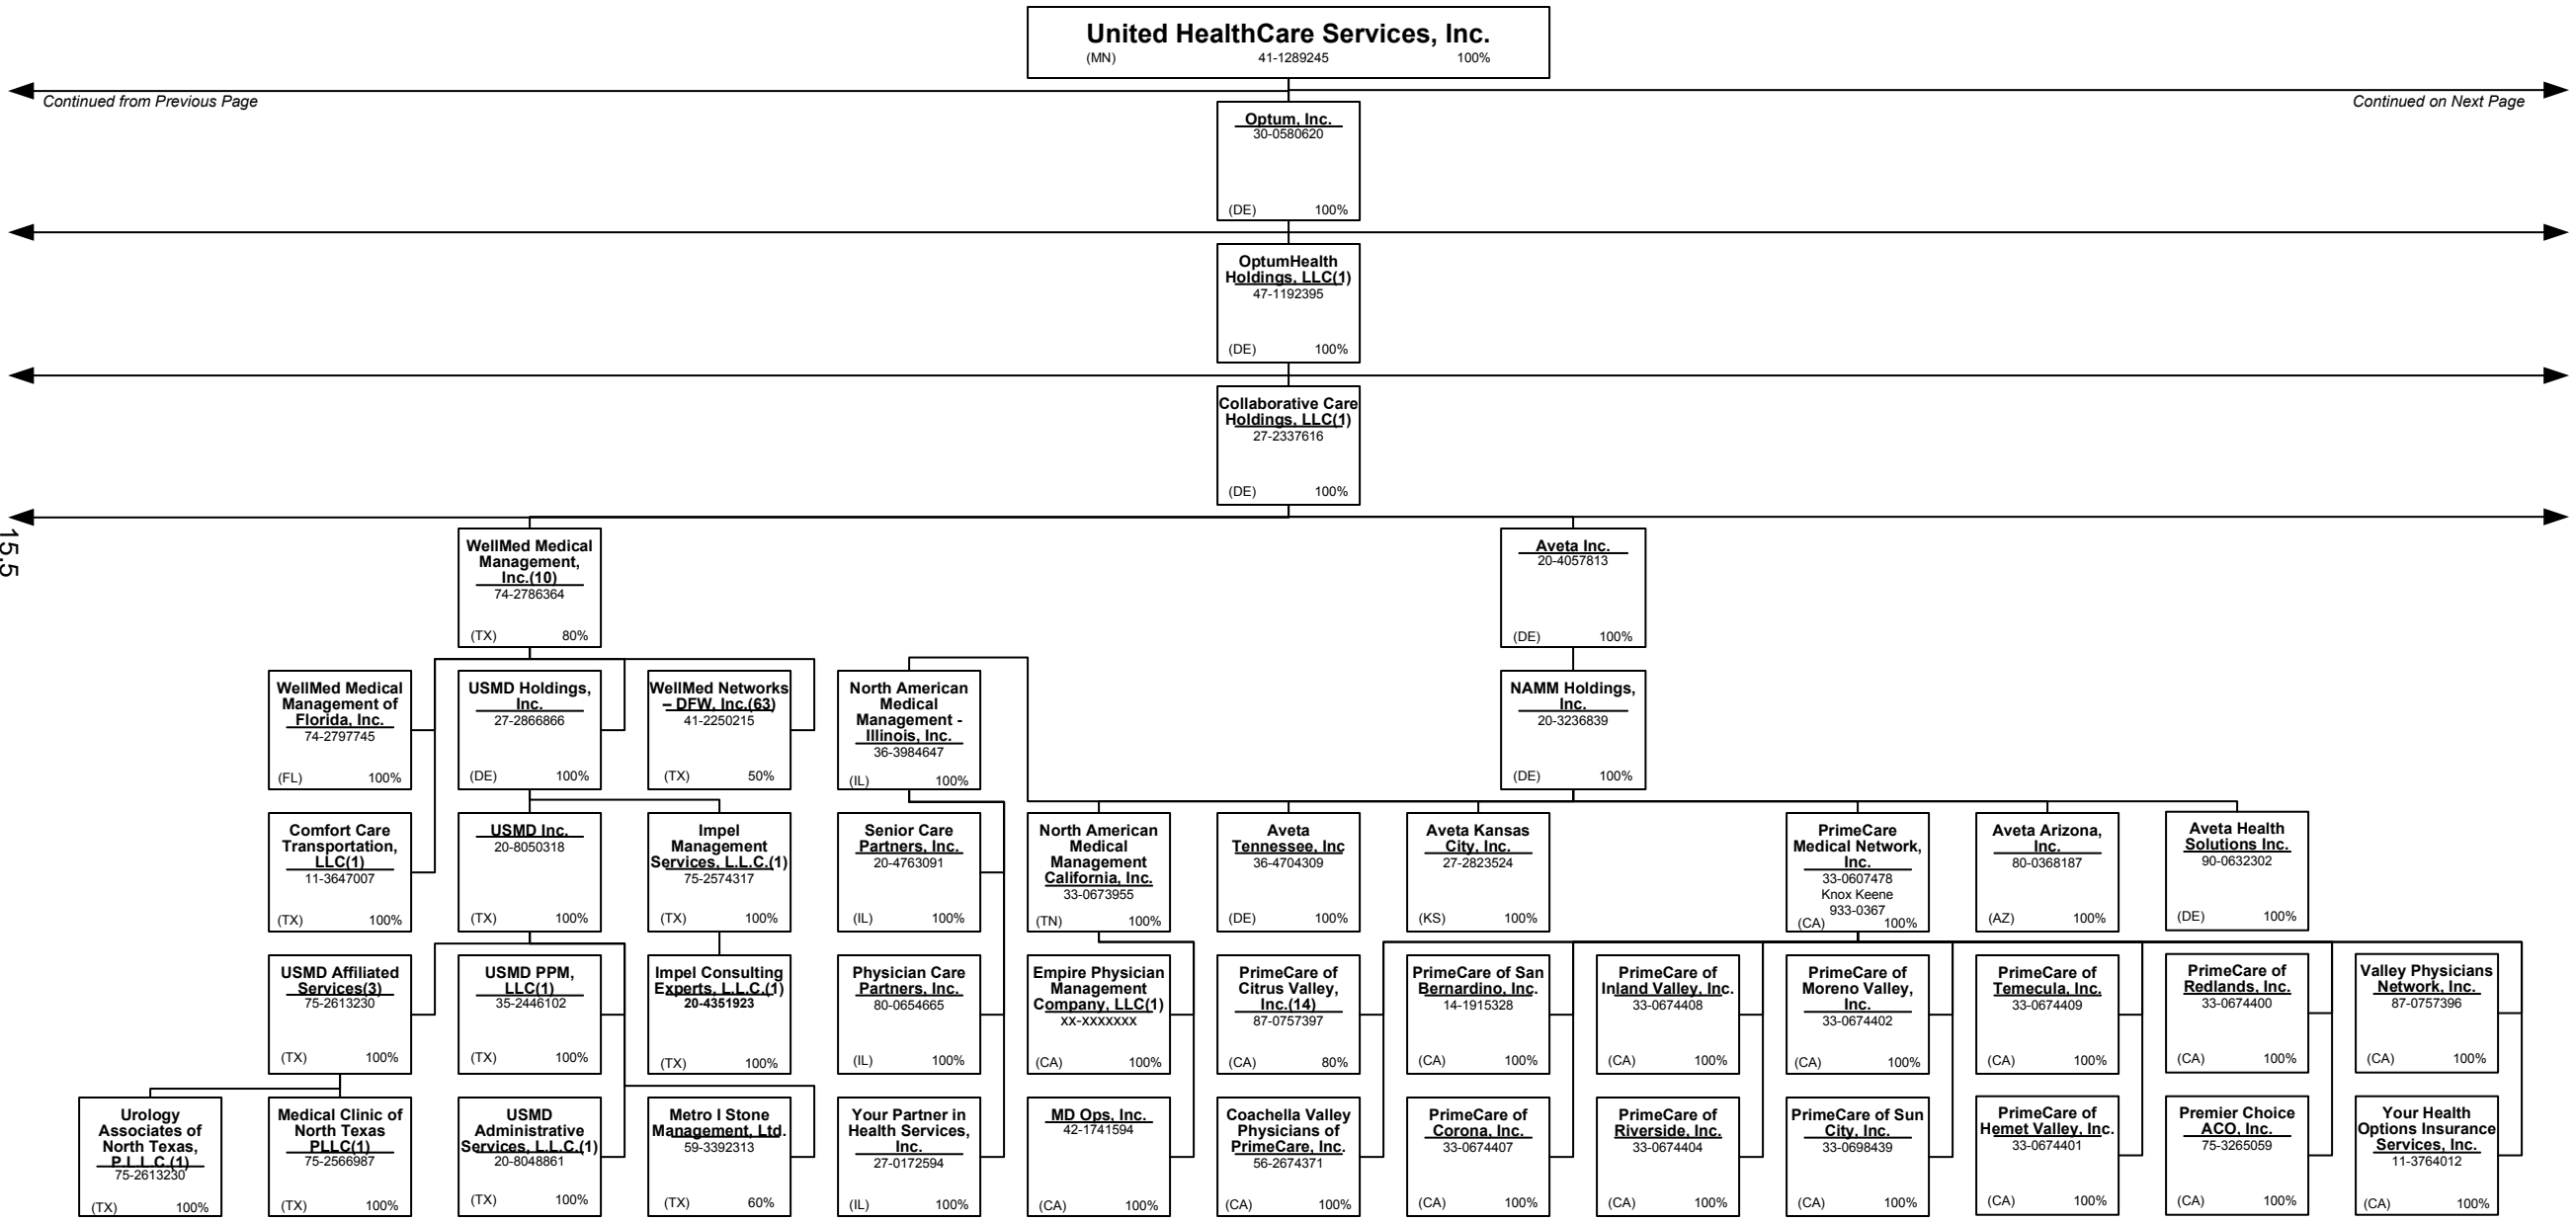 United HealthCare Services, Inc.
(MN) 41-1289245 100%
Continued from Previous Page
Continued on Next Page
Optum, Inc.
30-0580620
(DE) 100%
OptumHealth
Holdings, LLC(1)
47-1192395
(DE) 100%
Collaborative Care
Holdings, LLC(1)
27-2337616
(DE) 100%
15.5
WellMed Medical
Management,
Inc.(10)
74-2786364
(TX) 80%
Aveta Inc.
20-4057813
(DE) 100%
WellMed Medical
Management of
Florida, Inc.
74-2797745
(FL) 100%
USMD Holdings,
Inc.
27-2866866
(DE) 100%
WellMed Networks
– DFW, Inc.(63)
41-2250215
(TX) 50%
North American
Medical
Management -
Illinois, Inc.
36-3984647
(IL) 100%
NAMM Holdings,
Inc.
20-3236839
(DE) 100%
Comfort Care
Transportation,
LLC(1)
11-3647007
(TX) 100%
USMD Inc.
20-8050318
(TX) 100%
Impel
Management
Services, L.L.C.(1)
75-2574317
(TX) 100%
Senior Care
Partners, Inc.
20-4763091
(IL) 100%
North American
Medical
Management
California, Inc.
33-0673955
(TN) 100%
Aveta
Tennessee, Inc
36-4704309
(DE) 100%
Aveta Kansas
City, Inc.
27-2823524
(KS) 100%
PrimeCare
Medical Network,
Inc.
33-0607478
Knox Keene
933-0367
(CA) 100%
Aveta Arizona,
Inc.
80-0368187
(AZ) 100%
Aveta Health
Solutions Inc.
90-0632302
(DE) 100%
USMD Affiliated
Services(3)
75-2613230
(TX) 100%
USMD PPM,
LLC(1)
35-2446102
(TX) 100%
Impel Consulting
Experts, L.L.C.(1)
20-4351923
(TX) 100%
Physician Care
Partners, Inc.
80-0654665
(IL) 100%
Empire Physician
Management
Company, LLC(1)
xx-xxxxxxx
(CA) 100%
PrimeCare of
Citrus Valley,
Inc.(14)
87-0757397
(CA) 80%
PrimeCare of San
Bernardino, Inc.
14-1915328
(CA) 100%
PrimeCare of
Inland Valley, Inc.
33-0674408
(CA) 100%
PrimeCare of
Moreno Valley,
Inc.
33-0674402
(CA) 100%
PrimeCare of
Temecula, Inc.
33-0674409
(CA) 100%
PrimeCare of
Redlands, Inc.
33-0674400
(CA) 100%
Valley Physicians
Network, Inc.
87-0757396
(CA) 100%
Urology
Associates of
North Texas,
P.L.L.C.(1)
75-2613230
(TX) 100%
Medical Clinic of
North Texas
PLLC(1)
75-2566987
(TX) 100%
USMD
Administrative
Services, L.L.C.(1)
20-8048861
(TX) 100%
Metro I Stone
Management, Ltd.
59-3392313
(TX) 60%
Your Partner in
Health Services,
Inc.
27-0172594
(IL) 100%
MD Ops, Inc.
42-1741594
(CA) 100%
Coachella Valley
Physicians of
PrimeCare, Inc.
56-2674371
(CA) 100%
PrimeCare of
Corona, Inc.
33-0674407
(CA) 100%
PrimeCare of
Riverside, Inc.
33-0674404
(CA) 100%
PrimeCare of Sun
City, Inc.
33-0698439
(CA) 100%
PrimeCare of
Hemet Valley, Inc.
33-0674401
(CA) 100%
Premier Choice
ACO, Inc.
75-3265059
(CA) 100%
Your Health
Options Insurance
Services, Inc.
11-3764012
(CA) 100%